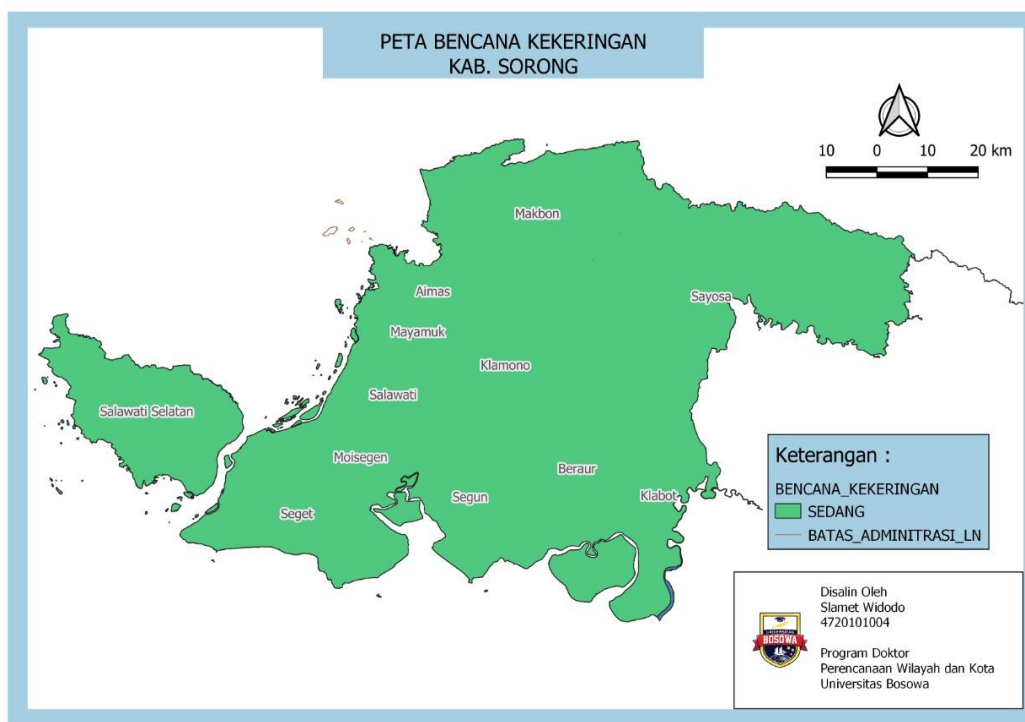 PETA BENCANA KEKERINGAN
KAB. SORONG
10 0 10 20 km
Makbon
Aimas
Sayosa
Mayamuk
Klamono
Salawati
Salawati Selatan
Moisegen
Beraur
Segun
Klabot
Seget
Keterangan :
BENCANA_KEKERINGAN
SEDANG
BATAS_ADMINITRASI_LN
Disalin Oleh
Slamet Widodo
4720101004
Program Doktor
Perencanaan Wilayah dan Kota
Universitas Bosowa
UNIVERSITAS
BOSOWA